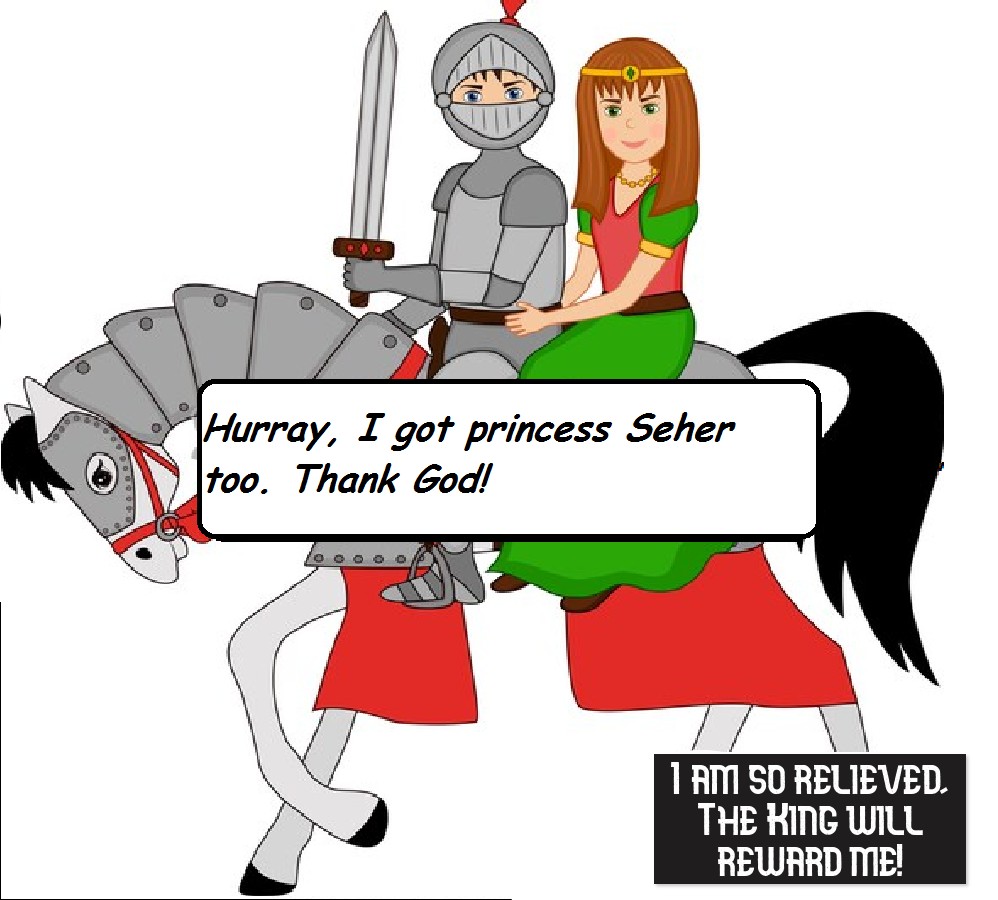 Hurray, I got princess Seher
too. Thank God!
I am so relieved.
The King will
reward me!